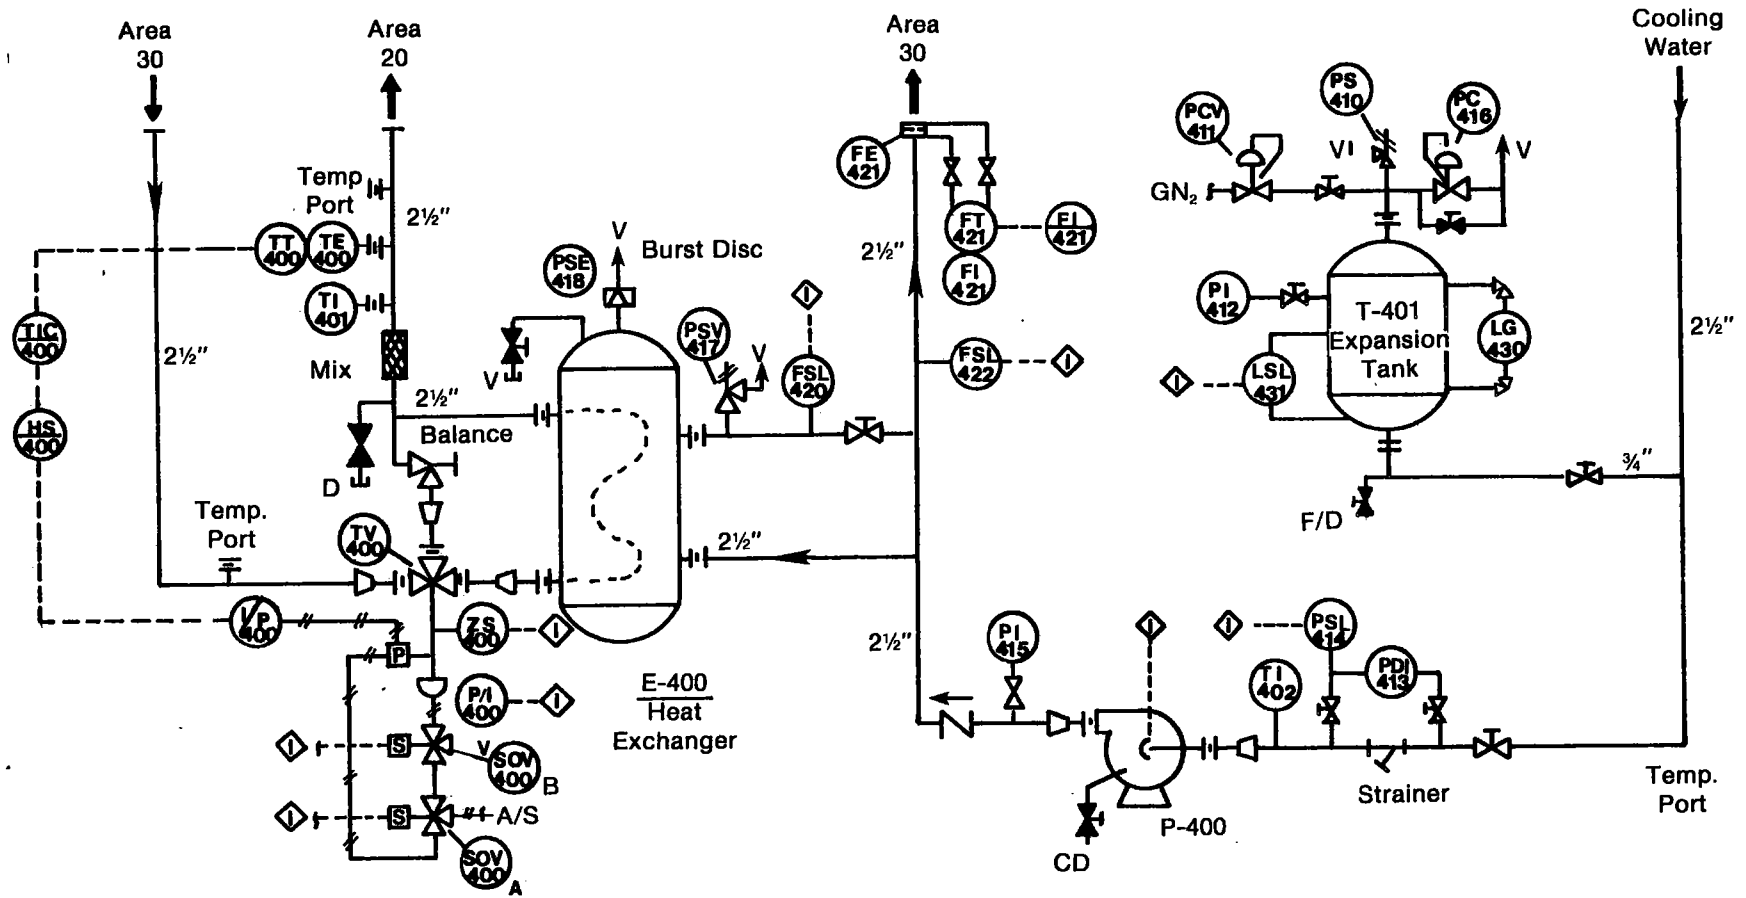 Area
30
Area
20
Area
30
Cooling
Water
PS
410
PC
416
PCV
411
FE
421
V1
V
GN₂
Temp
Port
2½"
FT
421
FI
421
FI
421
TT
400
TE
400
V
Burst Disc
PSE
418
2½"
TI
401
PI
412
T-401
Expansion
Tank
LG
430
2½"
I
TIC
400
2½"
Mix
PSV
417
V
FSL
420
FSL
422
I
I
LSL
431
V
2½"
Balance
HS
400
D
¾"
F/D
Temp.
Port
TV
400
2½"
I/P
400
ZS
400
I
P
2½"
PI
415
I
I
PSL
414
PDI
413
TI
402
E-400
Heat
Exchanger
P/I
400
I
I
S
V
SOV
400
B
I
S
A/S
SOV
400
A
Strainer
Temp.
Port
P-400
CD